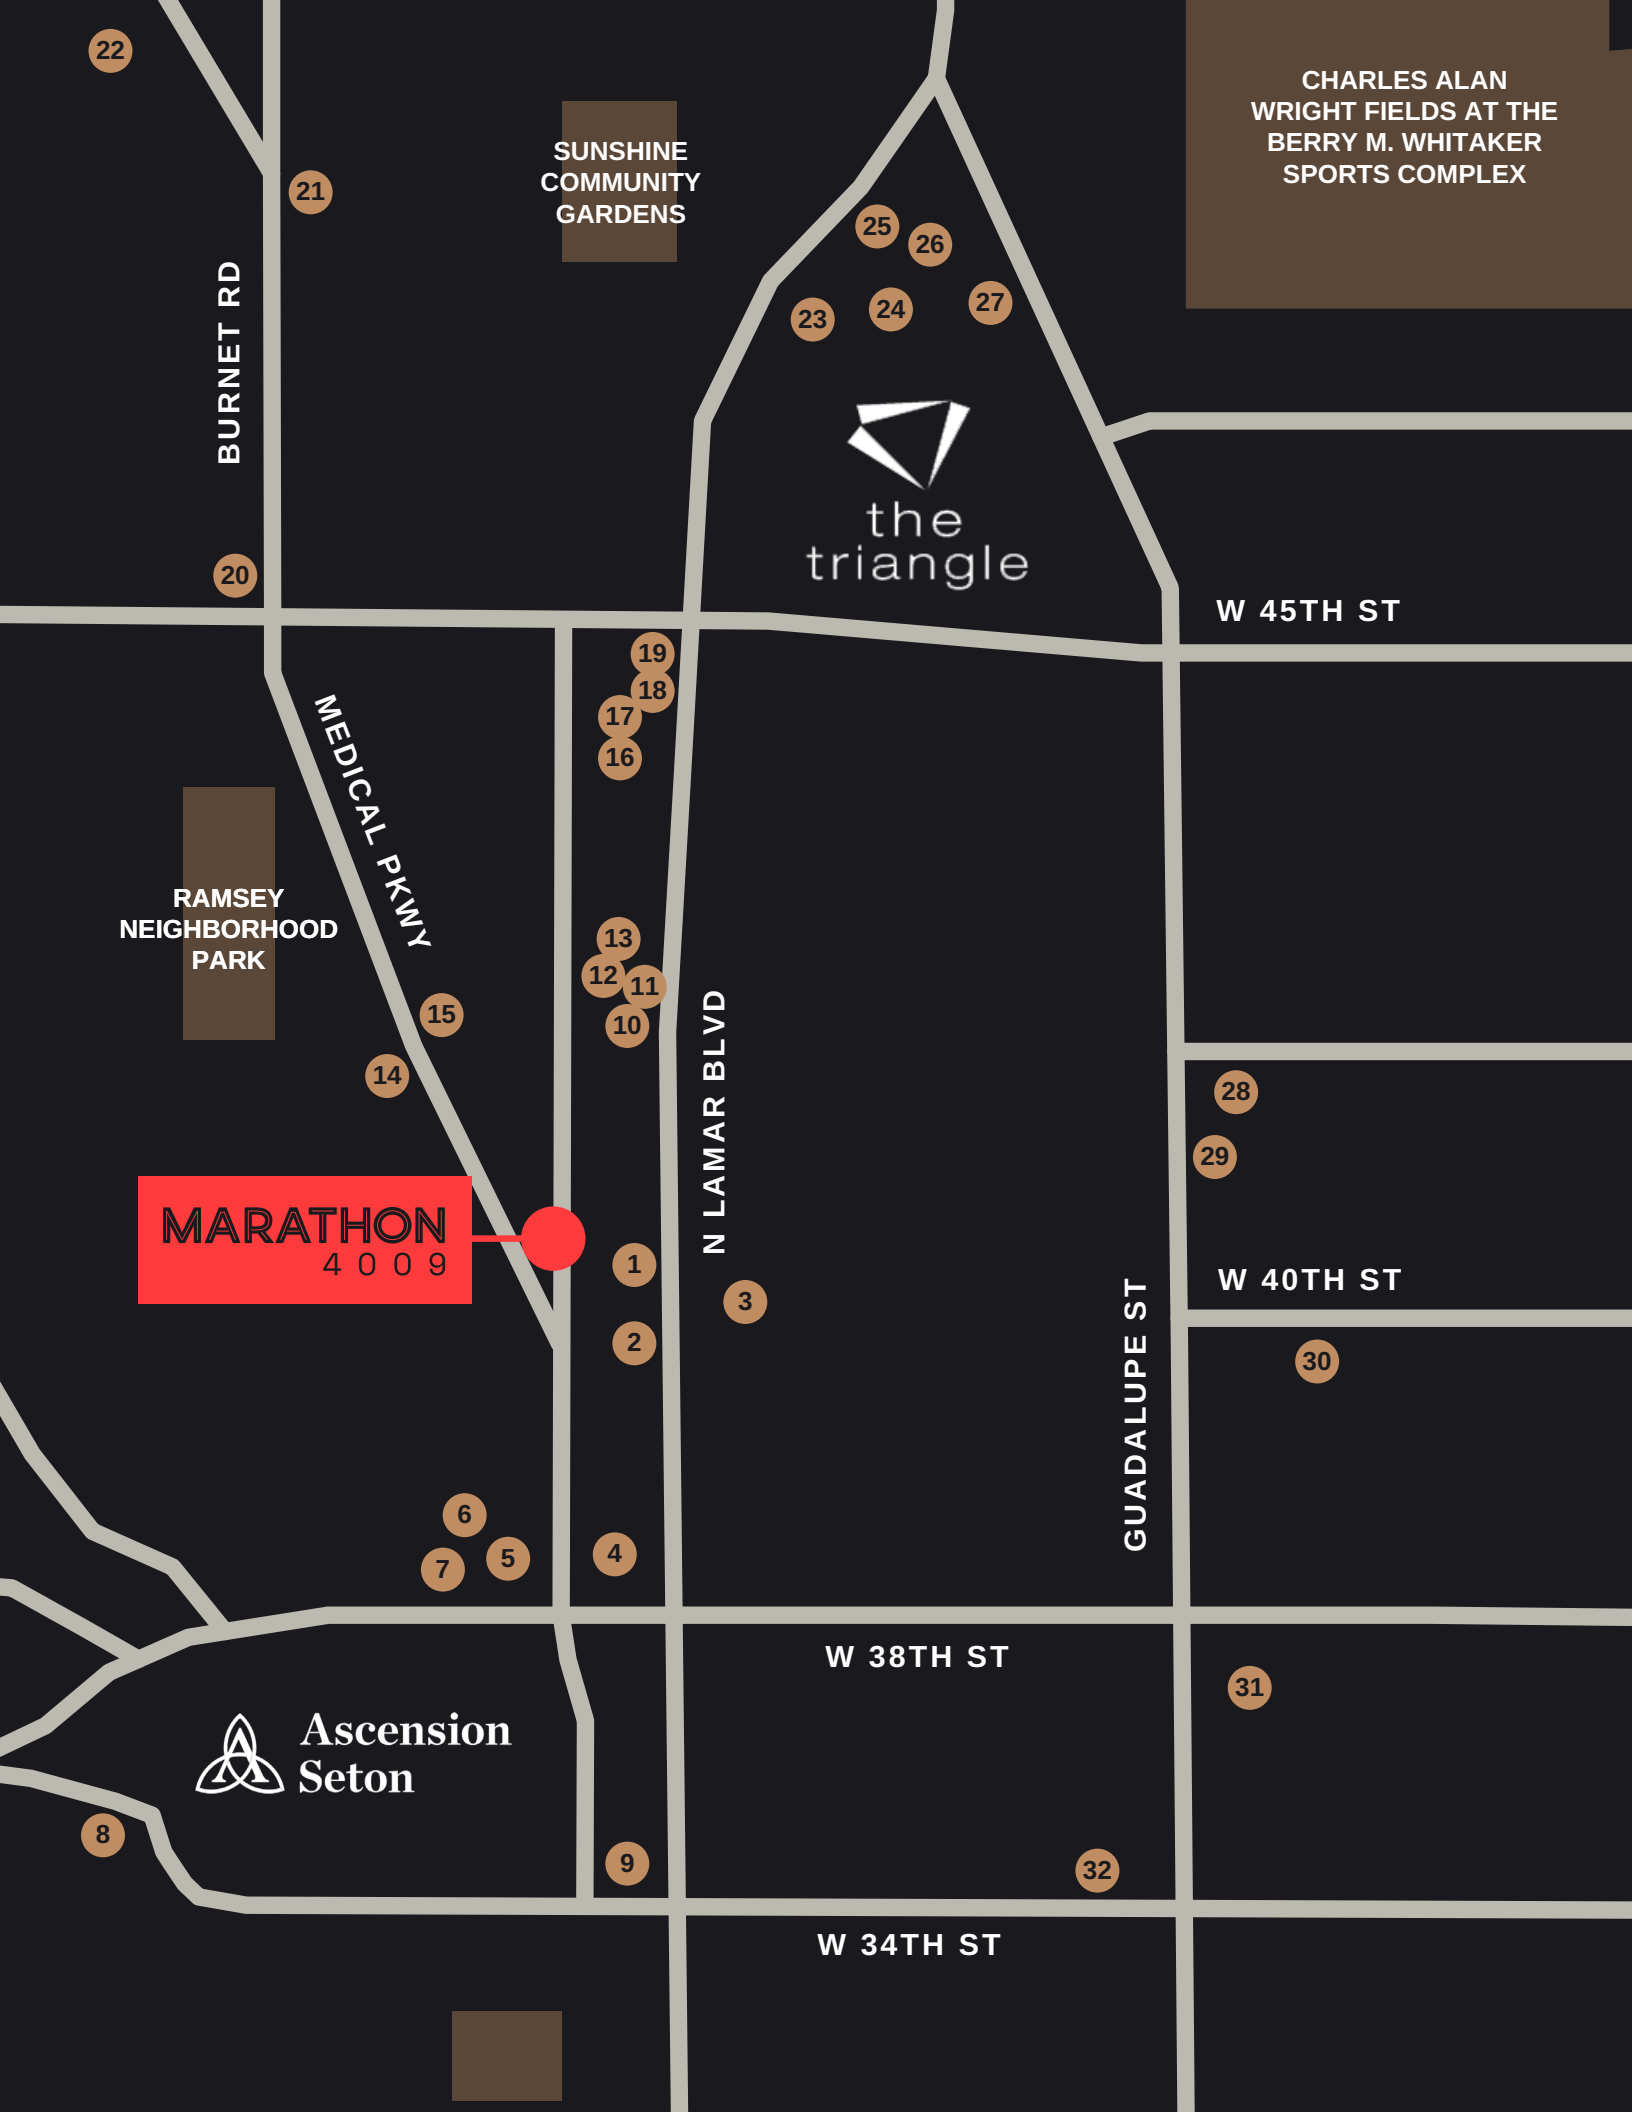 22
CHARLES ALAN
WRIGHT FIELDS AT THE
BERRY M. WHITAKER
SPORTS COMPLEX
SUNSHINE
COMMUNITY
GARDENS
21
25
26
27
24
23
BURNET RD
the
triangle
20
W 45TH ST
19
18
17
16
MEDICAL PKWY
RAMSEY
NEIGHBORHOOD
PARK
13
12
11
10
15
14
N LAMAR BLVD
28
29
MARATHON
4009
1
3
2
W 40TH ST
30
GUADALUPE ST
6
5
7
4
W 38TH ST
31
Ascension
Seton
8
9
32
W 34TH ST